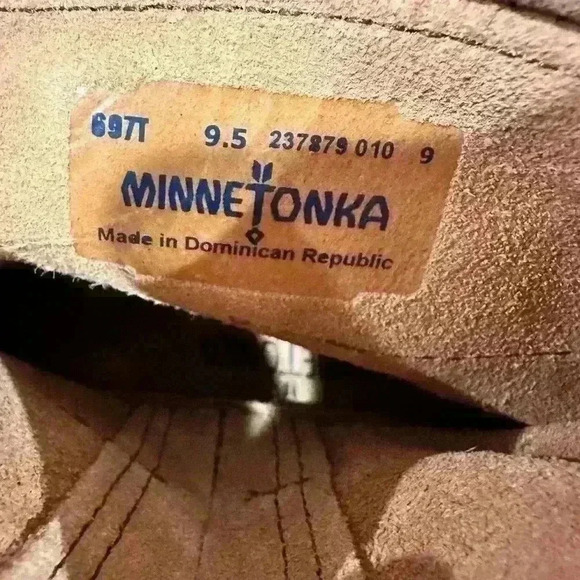 697T 9.5 237879 010 9
MINNETONKA
Made in Dominican Republic